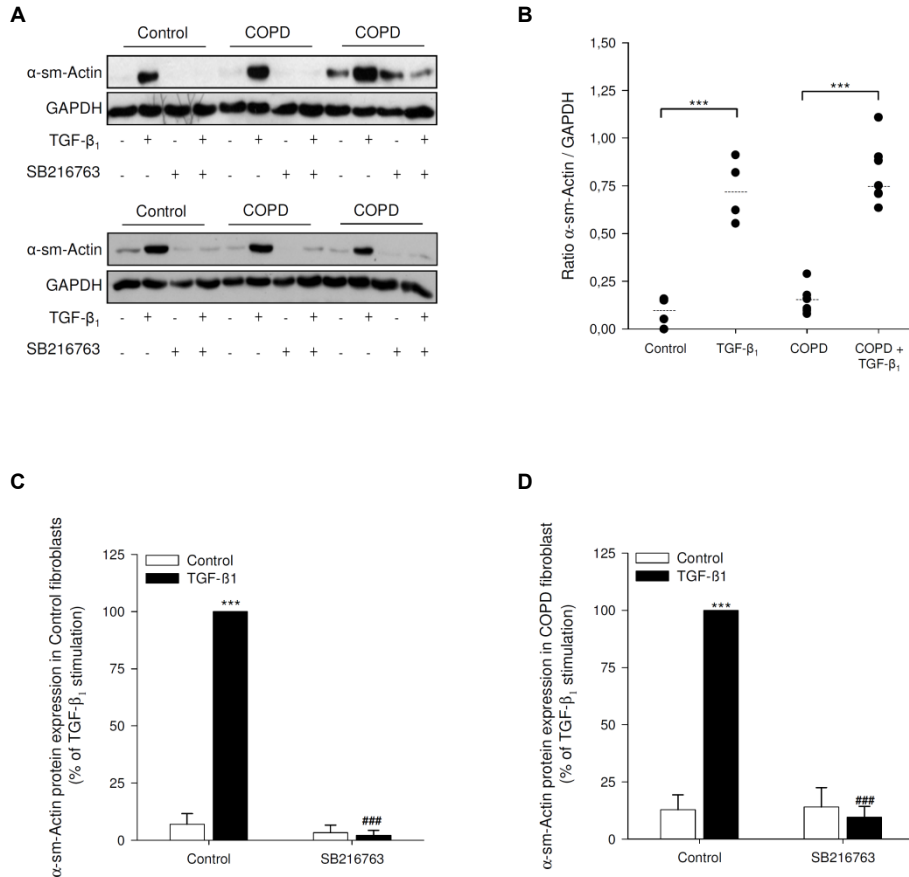 A
Control COPD COPD
α-sm-Actin
GAPDH
TGF-β1 - + - + - + - + - + - +
SB216763 - - + + - - + + - - + +
Control COPD COPD
α-sm-Actin
GAPDH
TGF-β1 - + - + - + - + - + - +
SB216763 - - + + - - + + - - + +
B
Ratio α-sm-Actin / GAPDH
1,50
1,25
1,00
0,75
0,50
0,25
0,00
*** ***
Control TGF-β1 COPD COPD +
TGF-β1
C
α-sm-Actin protein expression in Control fibroblasts
(% of TGF-β1 stimulation)
125
100
75
50
25
0
Control
TGF-ß1
***
###
Control SB216763
D
α-sm-Actin protein expression in COPD fibroblast
(% of TGF-β1 stimulation)
125
100
75
50
25
0
Control
TGF-ß1
***
###
Control SB216763